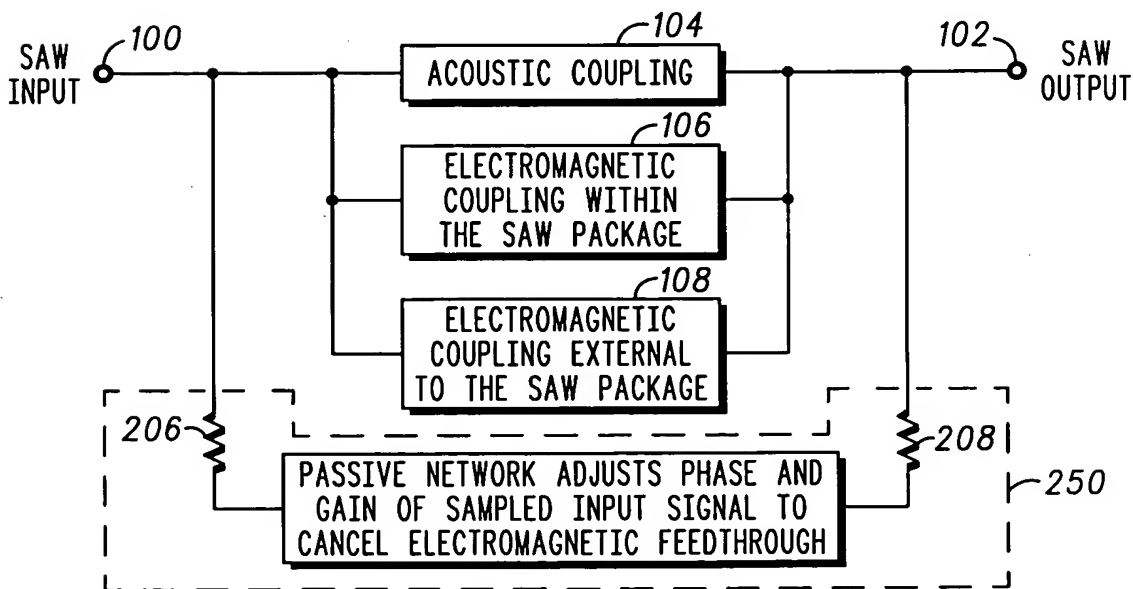 SAW
INPUT
100
104
ACOUSTIC COUPLING
102
SAW
OUTPUT
106
ELECTROMAGNETIC
COUPLING WITHIN
THE SAW PACKAGE
108
ELECTROMAGNETIC
COUPLING EXTERNAL
TO THE SAW PACKAGE
206
208
PASSIVE NETWORK ADJUSTS PHASE AND
GAIN OF SAMPLED INPUT SIGNAL TO
CANCEL ELECTROMAGNETIC FEEDTHROUGH
250